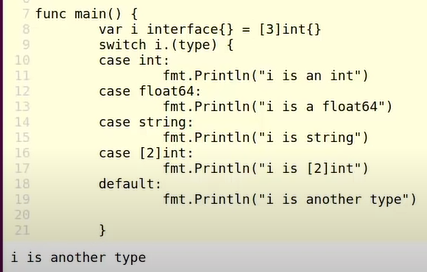 7 func main() {
8 var i interface{} = [3]int{}
9 switch i.(type) {
10 case int:
11 fmt.Println("i is an int")
12 case float64:
13 fmt.Println("i is a float64")
14 case string:
15 fmt.Println("i is string")
16 case [2]int:
17 fmt.Println("i is [2]int")
18 default:
19 fmt.Println("i is another type")
20
21 }
i is another type